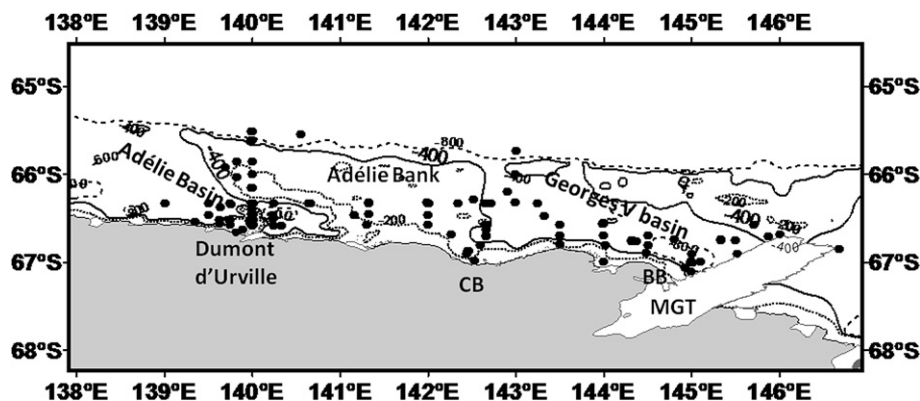 138ºE 139ºE 140ºE 141ºE 142ºE 143ºE 144ºE 145ºE 146ºE
65ºS 65ºS
-400 -800
-400
-400
66ºS -600 Adélie Basin Adélie Bank Georges V basin 66ºS
-200
-400
-200
-400
67ºS 67ºS
Dumont
d'Urville
CB
BB
MGT
68ºS 68ºS
138ºE 139ºE 140ºE 141ºE 142ºE 143ºE 144ºE 145ºE 146ºE